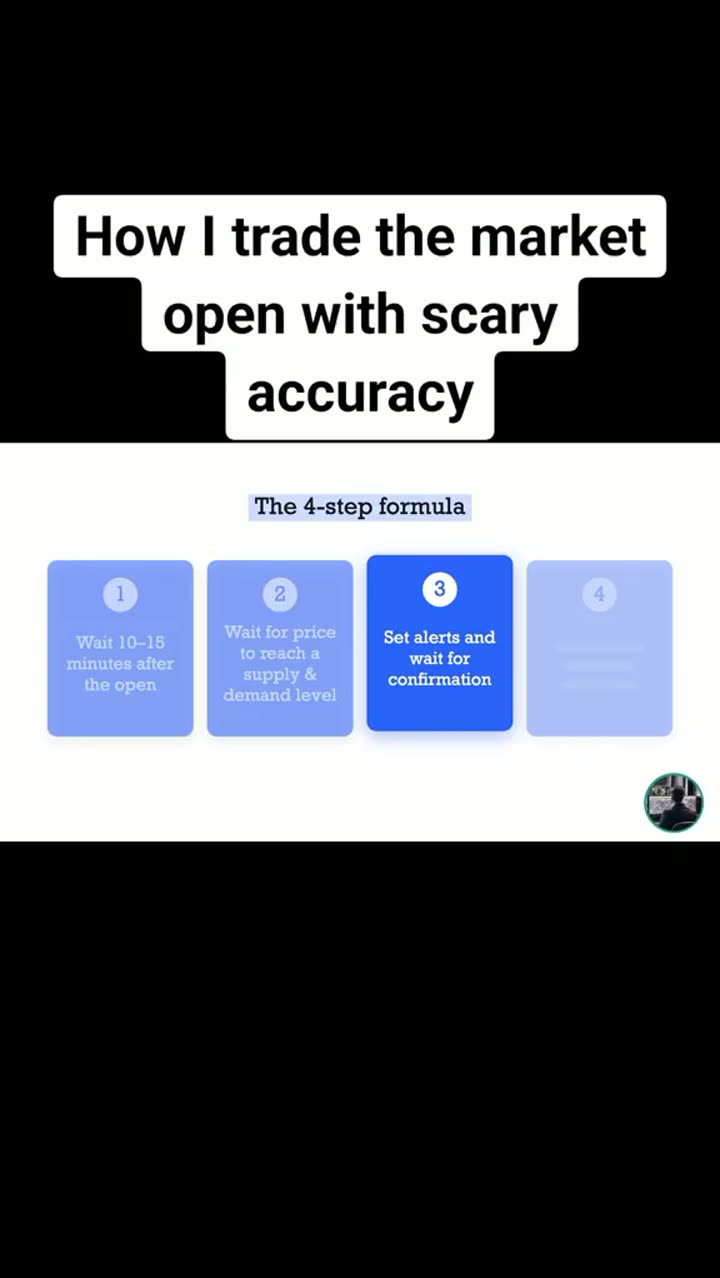 How I trade the market
open with scary
accuracy
The 4-step formula
1
Wait 10–15
minutes after
the open
2
Wait for price
to reach a
supply &
demand level
3
Set alerts and
wait for
confirmation
4